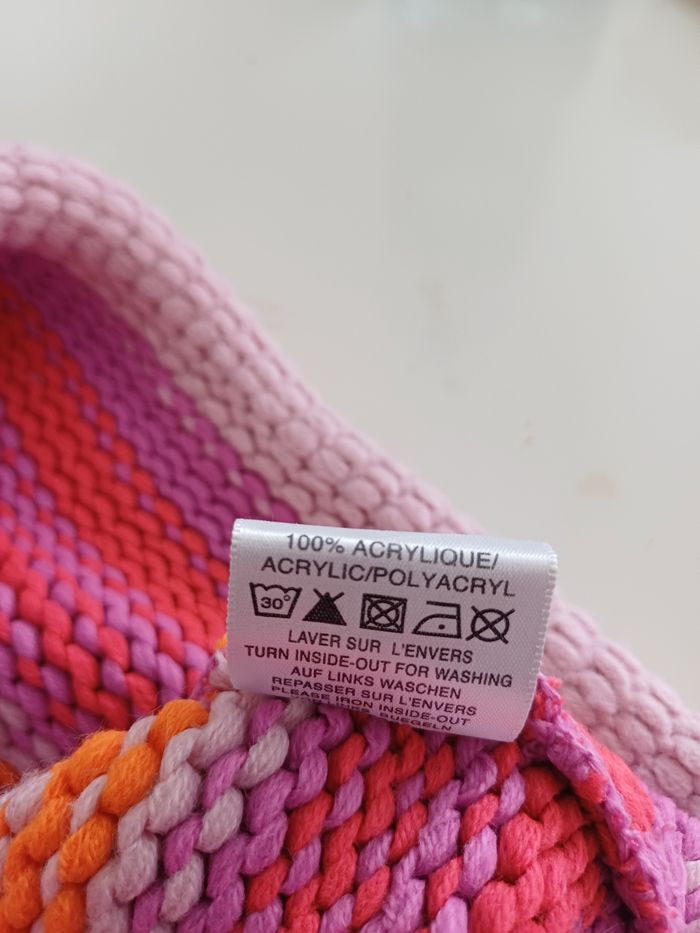 100% ACRYLIQUE/
ACRYLIC/POLYACRYL
30°
LAVER SUR L'ENVERS
TURN INSIDE-OUT FOR WASHING
AUF LINKS WASCHEN
REPASSER SUR L'ENVERS
PLEASE IRON INSIDE-OUT
BUEGELN